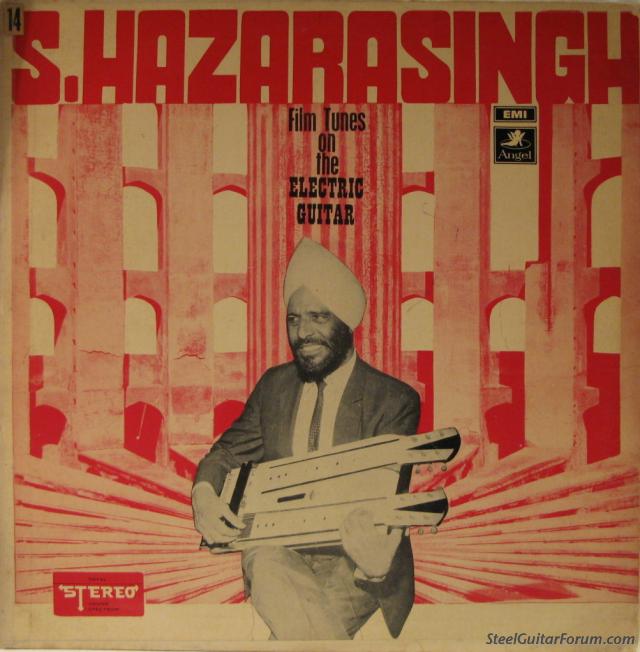 14
S.HAZARASINGH
Film Tunes
on
the
ELECTRIC
GUITAR
EMI
Angel
STEREO
SteelGuitarForum.com